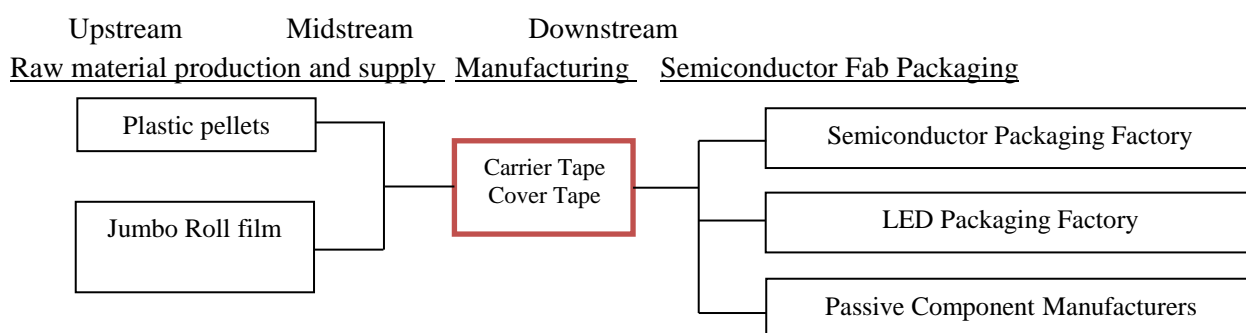 Upstream Midstream Downstream
Raw material production and supply Manufacturing Semiconductor Fab Packaging
Plastic pellets
Jumbo Roll film
Carrier Tape
Cover Tape
Semiconductor Packaging Factory
LED Packaging Factory
Passive Component Manufacturers